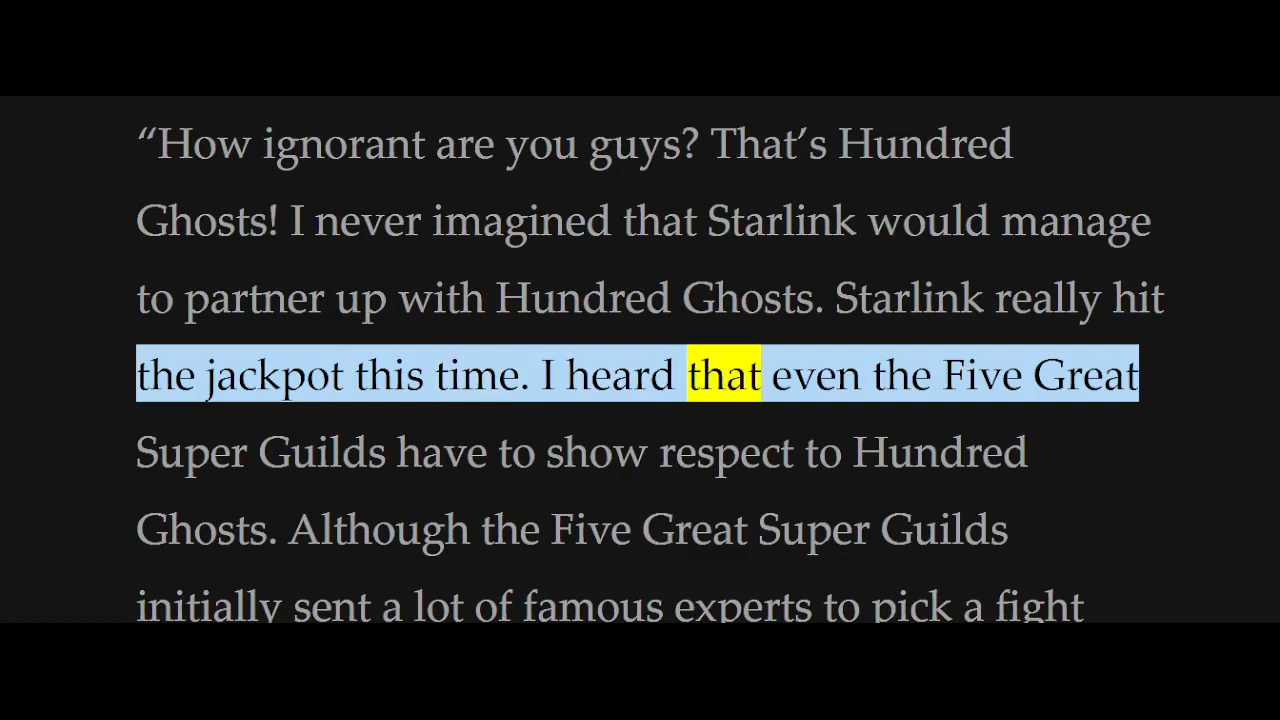 “How ignorant are you guys? That’s Hundred
Ghosts! I never imagined that Starlink would manage
to partner up with Hundred Ghosts. Starlink really hit
the jackpot this time. I heard that even the Five Great
Super Guilds have to show respect to Hundred
Ghosts. Although the Five Great Super Guilds
initially sent a lot of famous experts to pick a fight